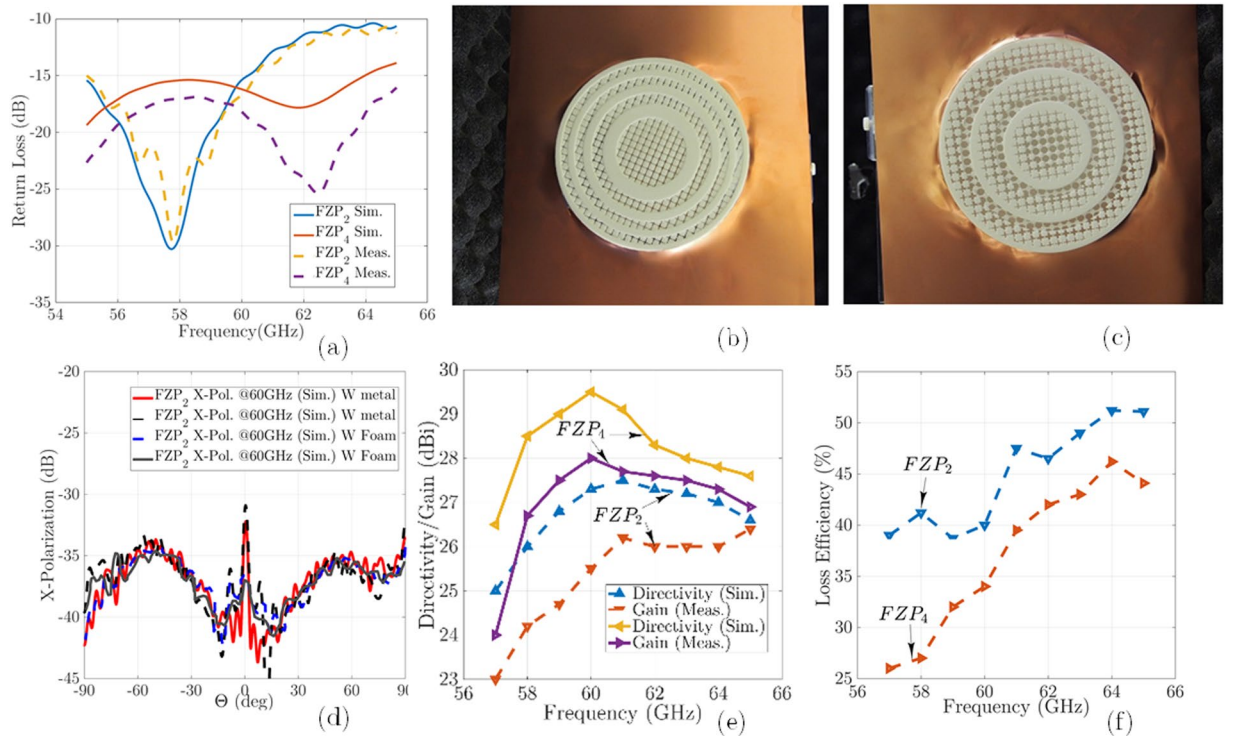 -10
-15
-20
-25
-30
-35
54 56 58 60 62 64 66
Return Loss (dB)
Frequency(GHz)
FZP2 Sim.
FZP4 Sim.
FZP2 Meas.
FZP4 Meas.
(a)
(b)
(c)
-20
-25
-30
-35
-40
-45
-90 -60 -30 0 30 60 90
X-Polarization (dB)
Θ (deg)
FZP2 X-Pol. @60GHz (Sim.) W metal
FZP2 X-Pol. @60GHz (Sim.) W metal
FZP2 X-Pol. @60GHz (Sim.) W Foam
FZP2 X-Pol. @60GHz (Sim.) W Foam
(d)
30
29
28
27
26
25
24
23
56 58 60 62 64 66
Directivity/Gain (dBi)
Frequency (GHz)
FZP4
FZP2
Directivity (Sim.)
Gain (Meas.)
Directivity (Sim.)
Gain (Meas.)
(e)
55
50
45
40
35
30
25
56 58 60 62 64 66
Loss Efficiency (%)
Frequency (GHz)
FZP2
FZP4
(f)